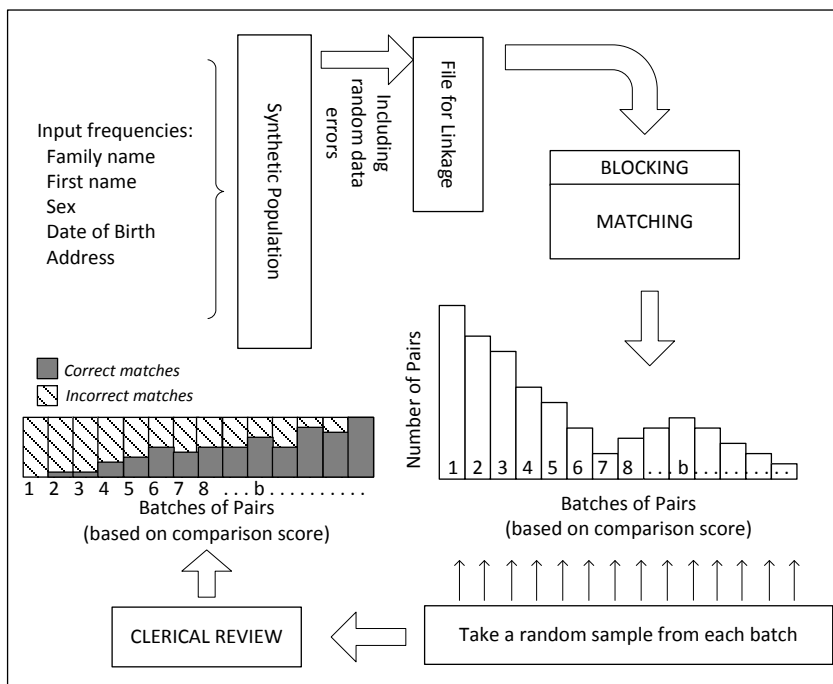 Input frequencies:
Family name
First name
Sex
Date of Birth
Address
Synthetic Population
Including
random data
errors
File for Linkage
BLOCKING
MATCHING
Number of Pairs
1 2 3 4 5 6 7 8 . . . b . . . . . . . . . .
Batches of Pairs
(based on comparison score)
Take a random sample from each batch
CLERICAL REVIEW
Correct matches
Incorrect matches
1 2 3 4 5 6 7 8 . . . b . . . . . . . . . .
Batches of Pairs
(based on comparison score)